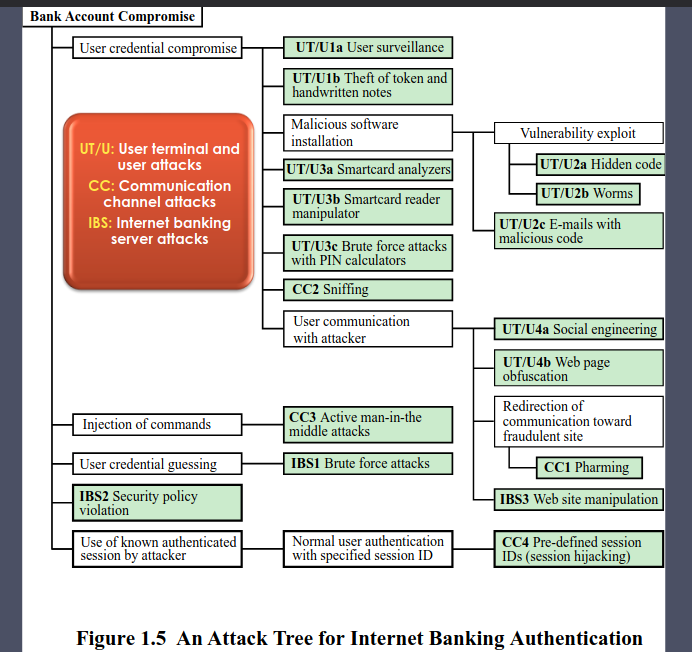 Bank Account Compromise
User credential compromise
UT/U1a User surveillance
UT/U1b Theft of token and
handwritten notes
Malicious software
installation
Vulnerability exploit
UT/U2a Hidden code
UT/U2b Worms
UT/U2c E-mails with
malicious code
UT/U3a Smartcard analyzers
UT/U3b Smartcard reader
manipulator
UT/U3c Brute force attacks
with PIN calculators
CC2 Sniffing
User communication
with attacker
UT/U4a Social engineering
UT/U4b Web page
obfuscation
Redirection of
communication toward
fraudulent site
CC1 Pharming
IBS3 Web site manipulation
UT/U: User terminal and
user attacks
CC: Communication
channel attacks
IBS: Internet banking
server attacks
Injection of commands
CC3 Active man-in-the
middle attacks
User credential guessing
IBS1 Brute force attacks
IBS2 Security policy
violation
Use of known authenticated
session by attacker
Normal user authentication
with specified session ID
CC4 Pre-defined session
IDs (session hijacking)
Figure 1.5 An Attack Tree for Internet Banking Authentication